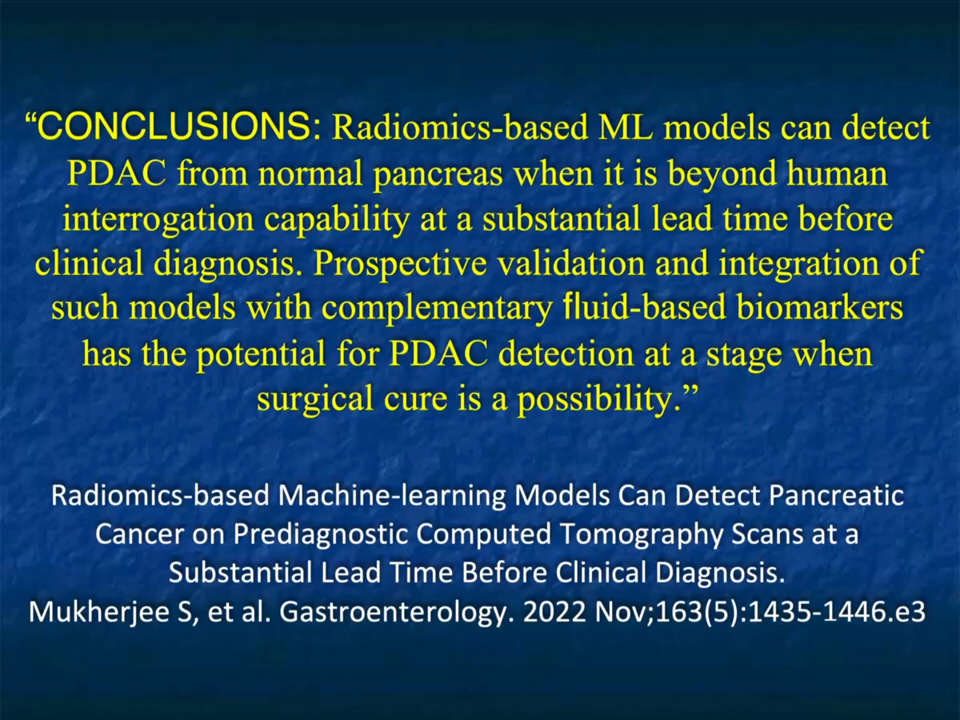 “CONCLUSIONS: Radiomics-based ML models can detect
PDAC from normal pancreas when it is beyond human
interrogation capability at a substantial lead time before
clinical diagnosis. Prospective validation and integration of
such models with complementary fluid-based biomarkers
has the potential for PDAC detection at a stage when
surgical cure is a possibility.”
Radiomics-based Machine-learning Models Can Detect Pancreatic
Cancer on Prediagnostic Computed Tomography Scans at a
Substantial Lead Time Before Clinical Diagnosis.
Mukherjee S, et al. Gastroenterology. 2022 Nov;163(5):1435-1446.e3